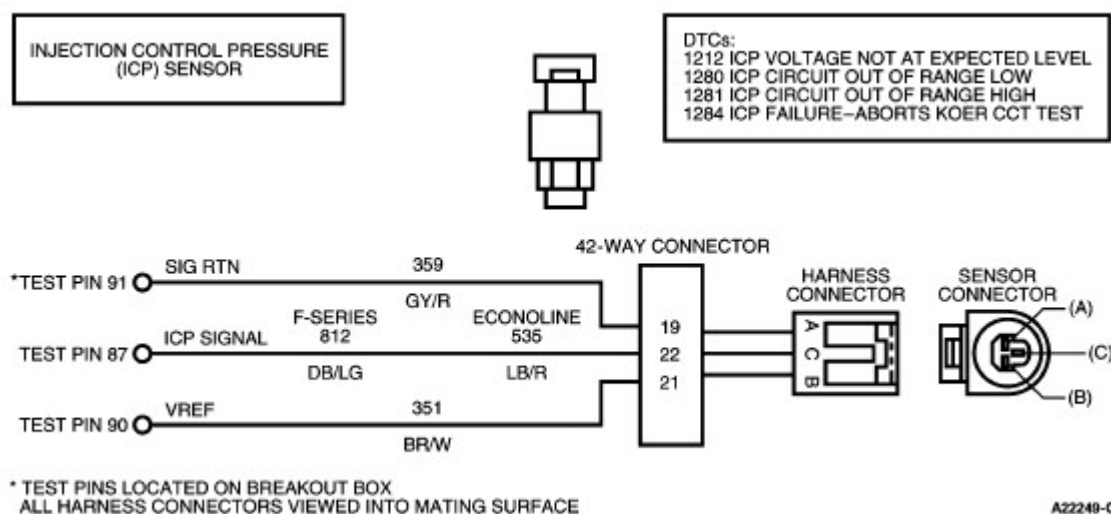 INJECTION CONTROL PRESSURE
(ICP) SENSOR
DTCs:
1212 ICP VOLTAGE NOT AT EXPECTED LEVEL
1280 ICP CIRCUIT OUT OF RANGE LOW
1281 ICP CIRCUIT OUT OF RANGE HIGH
1284 ICP FAILURE–ABORTS KOER CCT TEST
42-WAY CONNECTOR
HARNESS
CONNECTOR
SENSOR
CONNECTOR
*TEST PIN 91
SIG RTN
359
GY/R
TEST PIN 87
ICP SIGNAL
F-SERIES
812
DB/LG
ECONOLINE
535
LB/R
TEST PIN 90
VREF
351
BR/W
19
22
21
A
C
B
(A)
(C)
(B)
* TEST PINS LOCATED ON BREAKOUT BOX
ALL HARNESS CONNECTORS VIEWED INTO MATING SURFACE